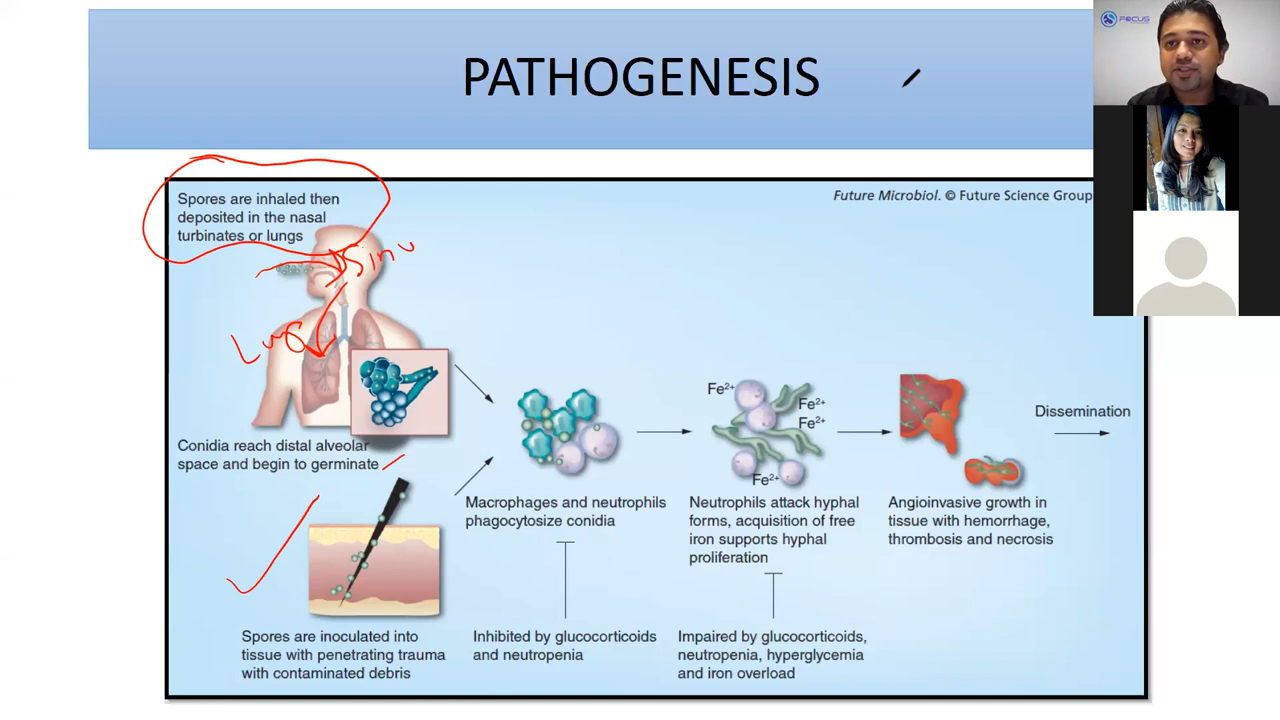 PATHOGENESIS
FOCUS
Spores are inhaled then
deposited in the nasal
turbinates or lungs
Future Microbiol. © Future Science Group
Sinu
Lung
Conidia reach distal alveolar
space and begin to germinate
Fe2+
Fe2+
Fe2+
Fe2+
Dissemination
Macrophages and neutrophils
phagocytosize conidia
Neutrophils attack hyphal
forms, acquisition of free
iron supports hyphal
proliferation
Angioinvasive growth in
tissue with hemorrhage,
thrombosis and necrosis
Spores are inoculated into
tissue with penetrating trauma
with contaminated debris
Inhibited by glucocorticoids
and neutropenia
Impaired by glucocorticoids,
neutropenia, hyperglycemia
and iron overload